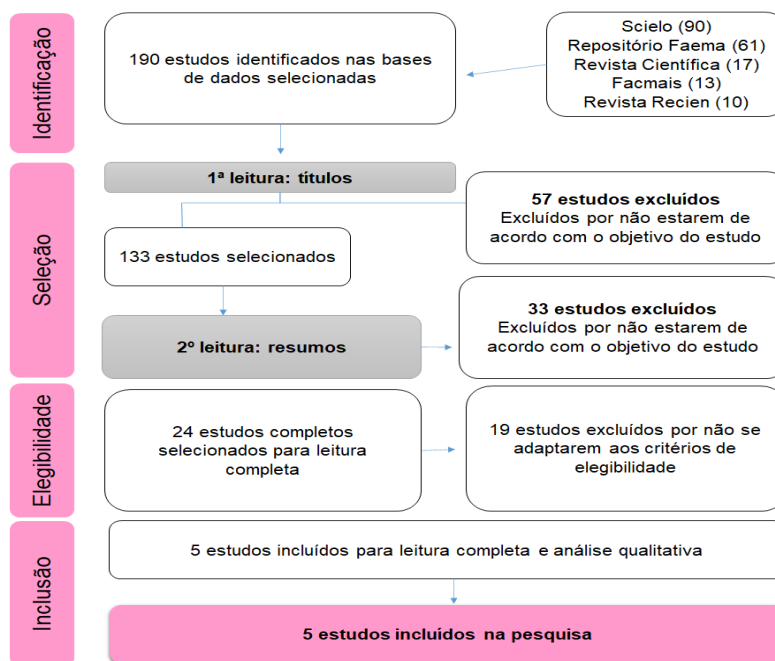 Identificação
190 estudos identificados nas bases
de dados selecionadas
Scielo (90)
Repositório Faema (61)
Revista Científica (17)
Facmais (13)
Revista Recien (10)
Seleção
1ª leitura: títulos
57 estudos excluídos
Excluídos por não estarem de
acordo com o objetivo do estudo
133 estudos selecionados
2º leitura: resumos
33 estudos excluídos
Excluídos por não estarem de
acordo com o objetivo do estudo
Elegibilidade
24 estudos completos
selecionados para leitura
completa
19 estudos excluídos por não se
adaptarem aos critérios de
elegibilidade
Inclusão
5 estudos incluídos para leitura completa e análise qualitativa
5 estudos incluídos na pesquisa